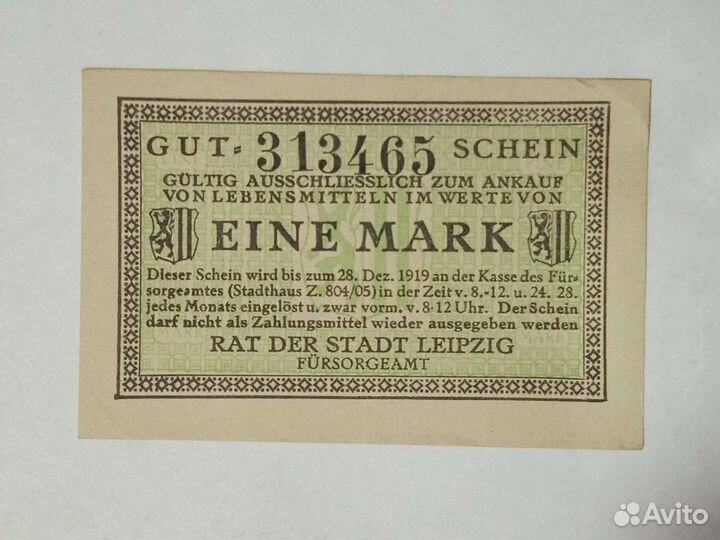 GUT= 313465 SCHEIN
GÜLTIG AUSSCHLIESSLICH ZUM ANKAUF
VON LEBENSMITTELN IM WERTE VON
EINE MARK
Dieser Schein wird bis zum 28. Dez. 1919 an der Kasse des Für=
sorgeamtes (Stadthaus Z. 804/05) in der Zeit v. 8.-12. u. 24. 28.
jedes Monats eingelöst u. zwar vorm. v. 8-12 Uhr. Der Schein
darf nicht als Zahlungsmittel wieder ausgegeben werden
RAT DER STADT LEIPZIG
FÜRSORGEAMT
Avito